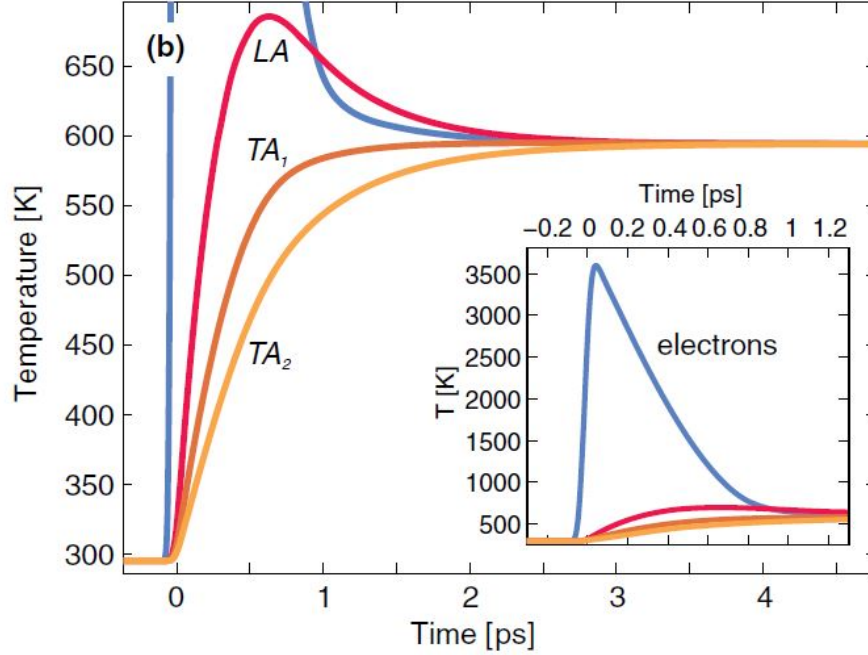 (b)
LA
TA₁
TA₂
650
600
550
500
450
400
350
300
Temperature [K]
0 1 2 3 4
Time [ps]
Time [ps]
−0.2 0 0.2 0.4 0.6 0.8 1 1.2
3500
3000
2500
2000
1500
1000
500
T [K]
electrons